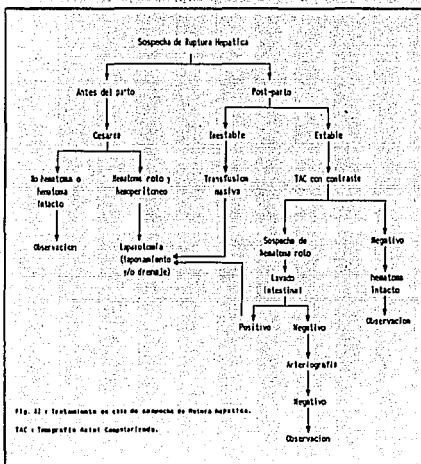 Sospecha de Ruptura Hepatica
Antes del parto
Post-parto
Cesarea
Inestable
Estable
No hematoma o
hematoma
intacto
Hematoma roto y
hemoperitoneo
Transfusion
masiva
TAC con contraste
Observacion
Laparotomia
(taponamiento
y/o drenaje)
Sospecha de
hematoma roto
Negativo
Lavado
intestinal
hematoma
intacto
Positivo
Negativo
Observacion
Arteriografia
Negativo
Observacion
Fig. 12 : Tratamiento en caso de sospecha de Rotura hepatica.
TAC : Tomografia Axial Computarizada.